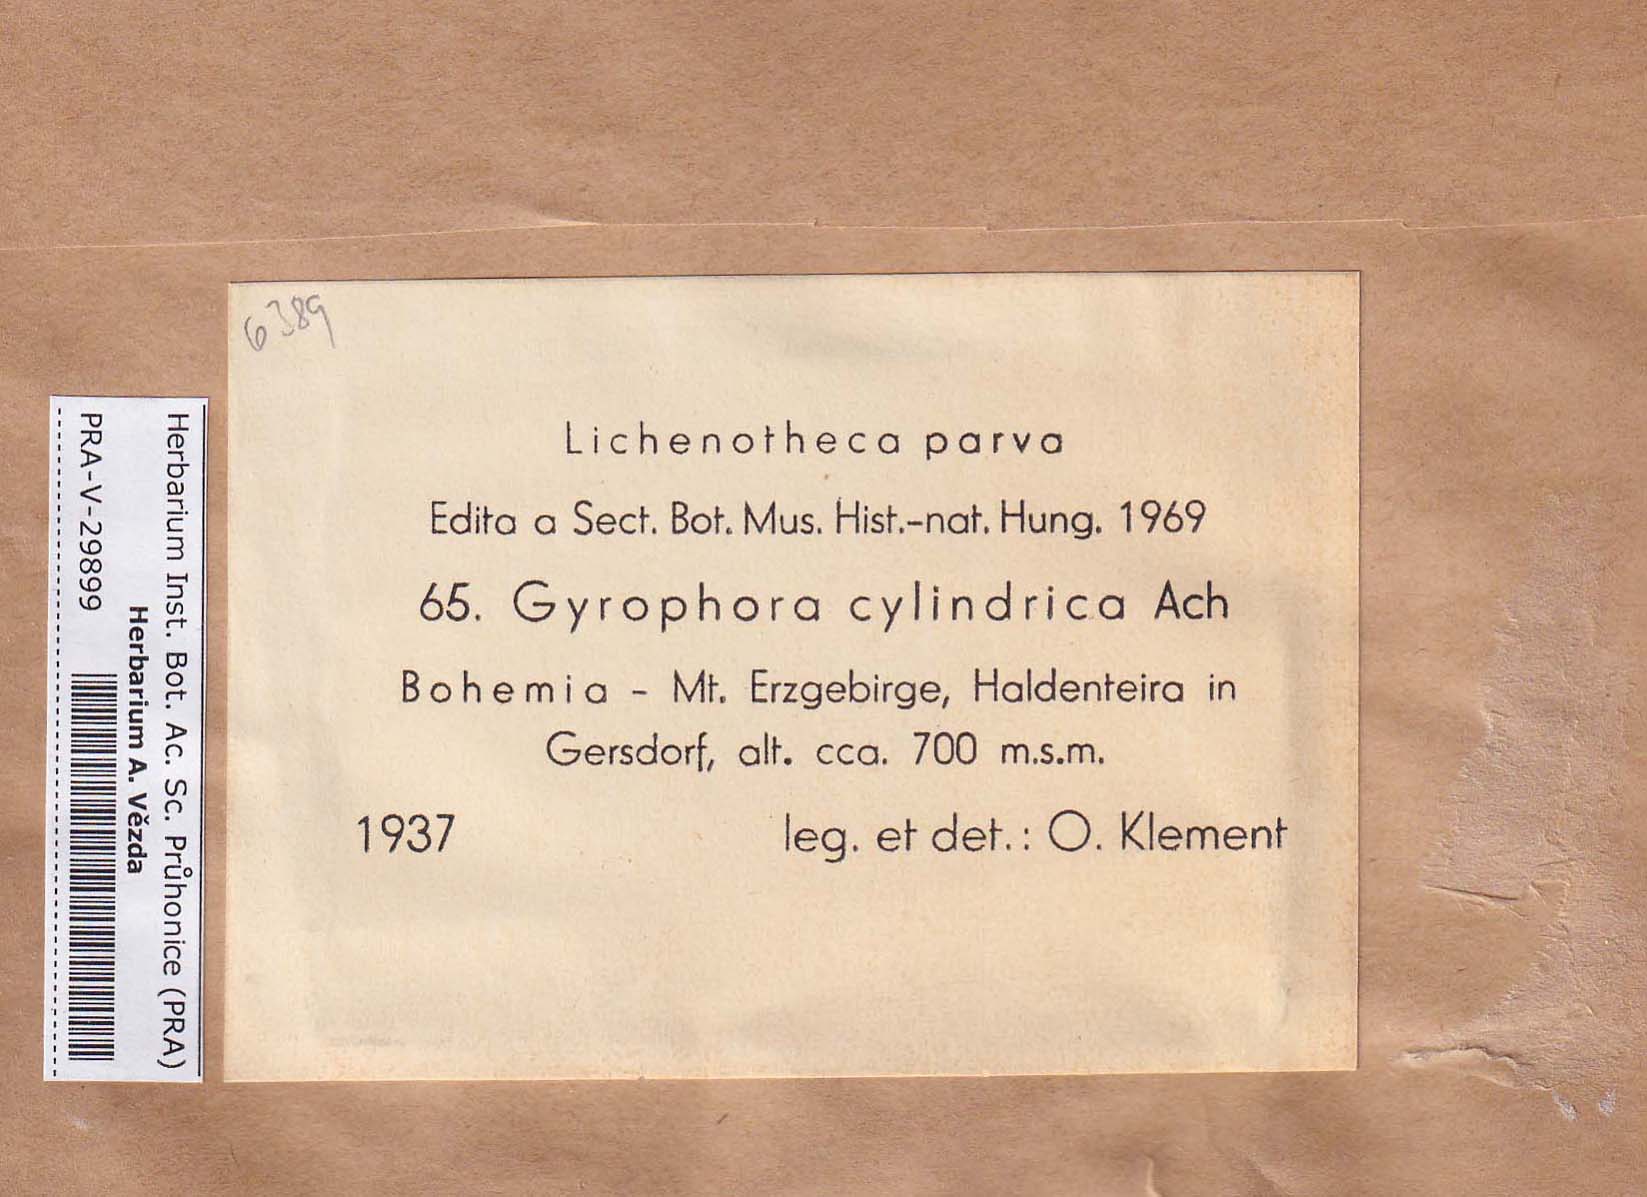 6389
Lichenotheca parva
Edita a Sect. Bot. Mus. Hist.-nat. Hung. 1969
65. Gyrophora cylindrica Ach
Bohemia - Mt. Erzgebirge, Haldenteira in
Gersdorf, alt. cca. 700 m.s.m.
1937 leg. et det.: O. Klement
Herbarium Inst. Bot. Ac. Sc. Průhonice (PRA)
Herbarium A. Vězda
PRA-V-29899